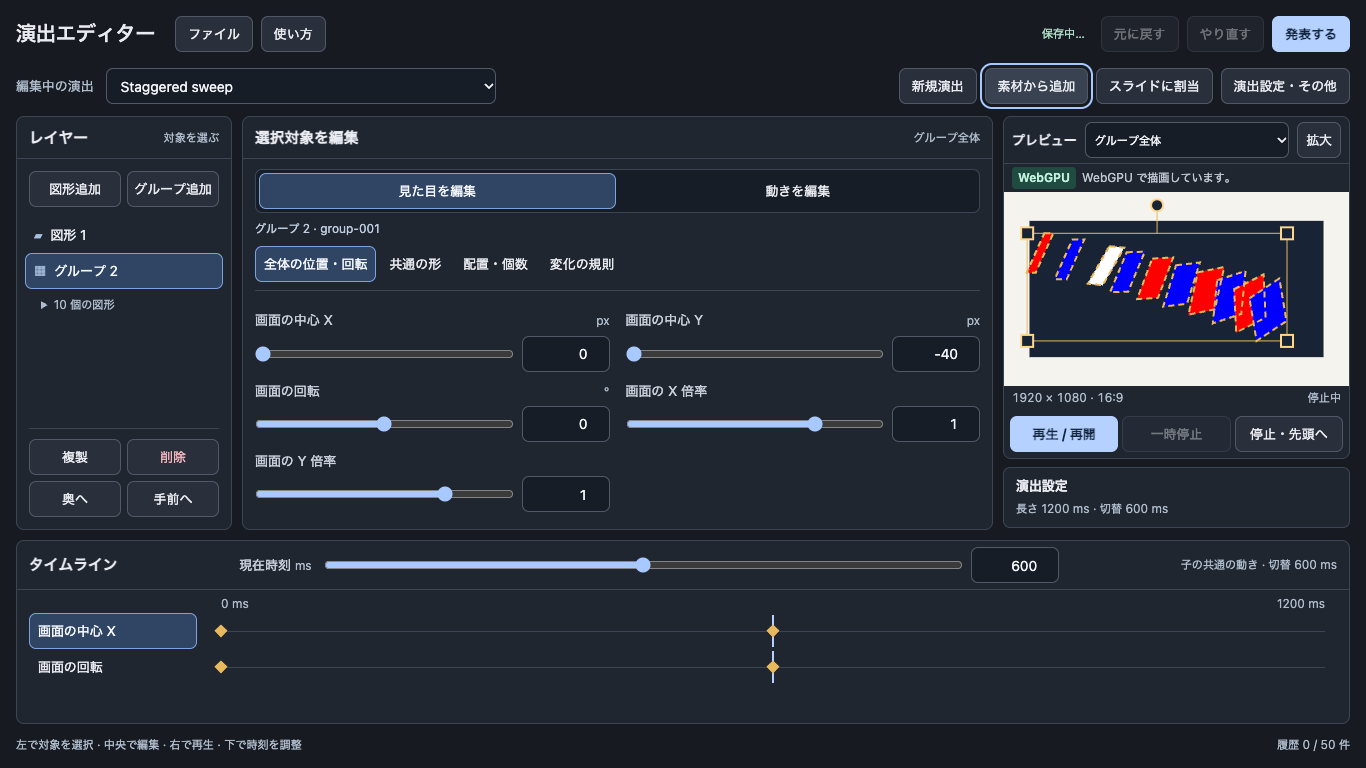 演出エディター ファイル 使い方 保存中... 元に戻す やり直す 発表する
編集中の演出 Staggered sweep 新規演出 素材から追加 スライドに割当 演出設定・その他
レイヤー 対象を選ぶ
図形追加 グループ追加
図形 1
グループ 2
10 個の図形
複製 削除
奥へ 手前へ
選択対象を編集 グループ全体
見た目を編集 動きを編集
グループ 2 · group-001
全体の位置・回転 共通の形 配置・個数 変化の規則
画面の中心 X px 画面の中心 Y px
0 -40
画面の回転 ° 画面の X 倍率
0 1
画面の Y 倍率
1
プレビュー グループ全体 拡大
WebGPU WebGPU で描画しています。
1920 × 1080 · 16:9 停止中
再生 / 再開 一時停止 停止・先頭へ
演出設定
長さ 1200 ms · 切替 600 ms
タイムライン 現在時刻 ms 600 子の共通の動き · 切替 600 ms
0 ms 1200 ms
画面の中心 X
画面の回転
左で対象を選択 · 中央で編集 · 右で再生 · 下で時刻を調整 履歴 0 / 50 件